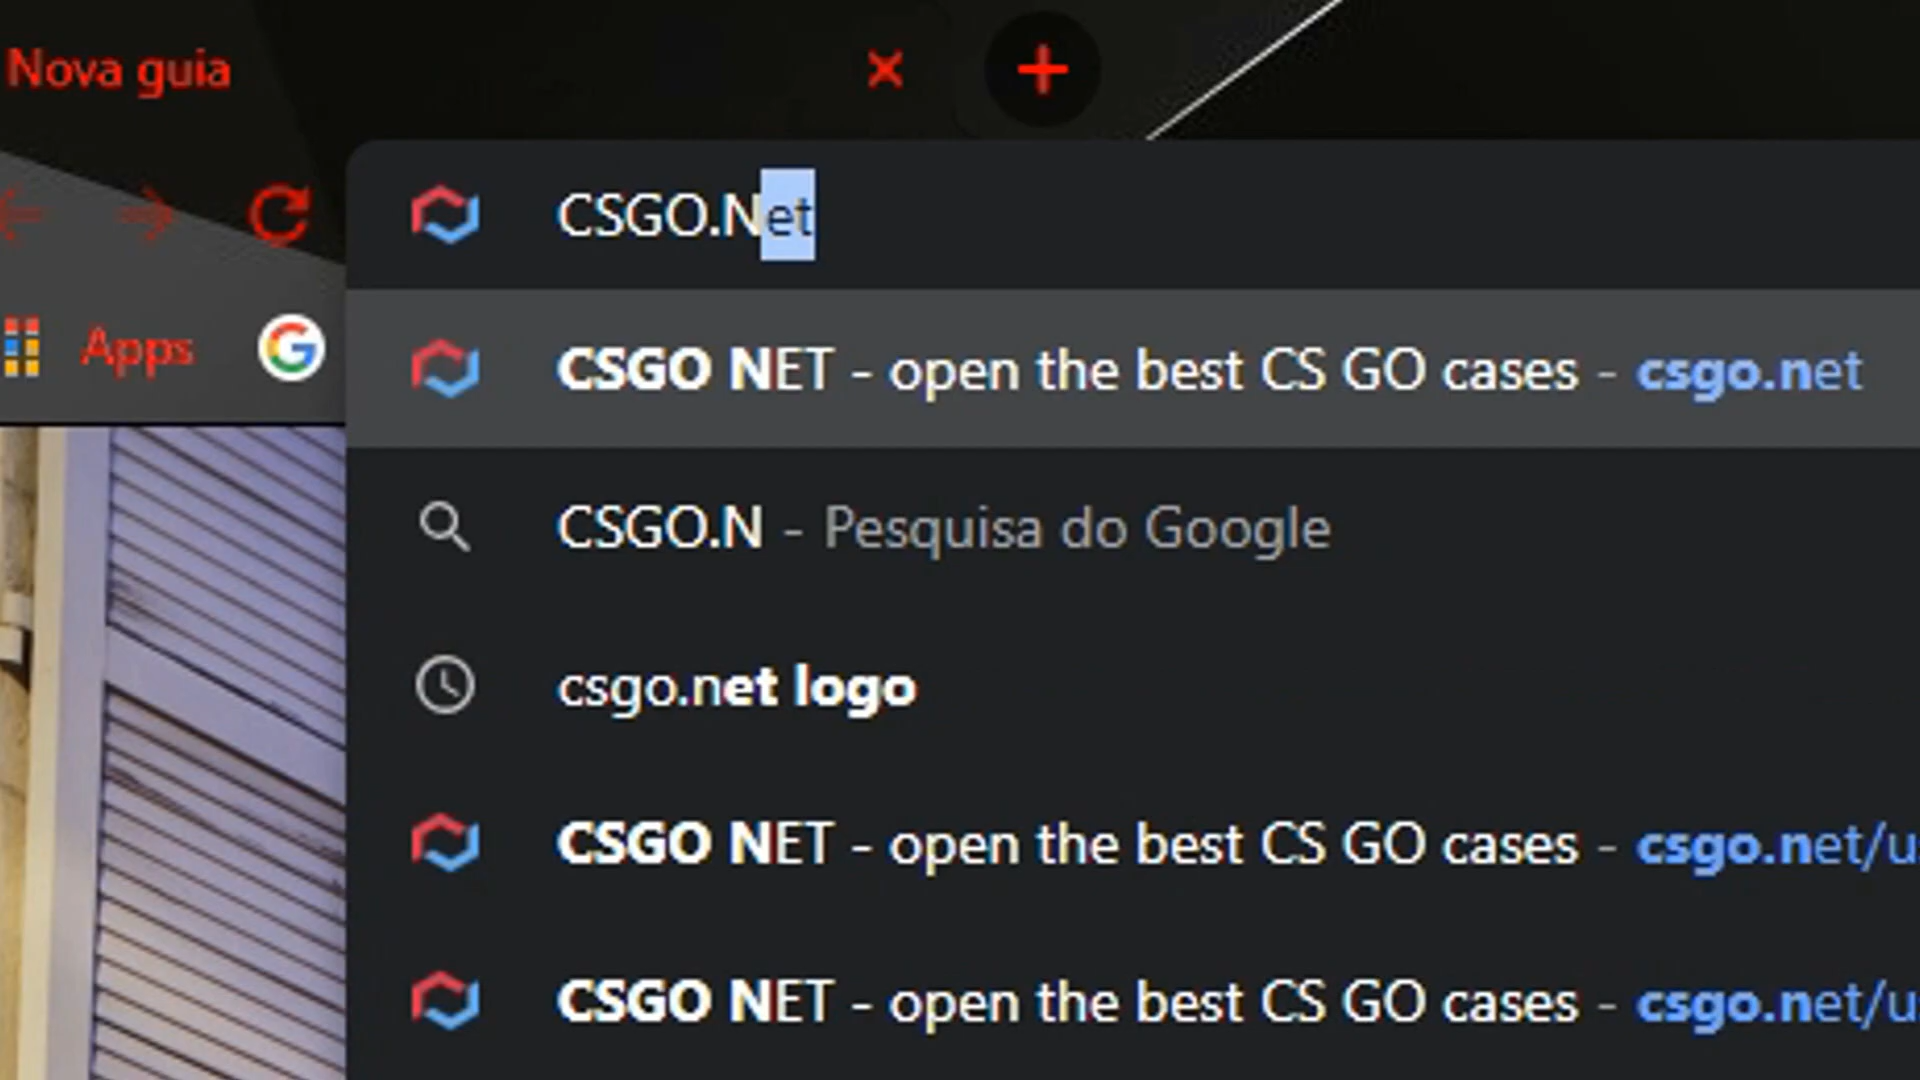 Nova guia
CSGO.Net
Apps
CSGO NET - open the best CS GO cases - csgo.net
CSGO.N - Pesquisa do Google
csgo.net logo
CSGO NET - open the best CS GO cases - csgo.net/u
CSGO NET - open the best CS GO cases - csgo.net/u